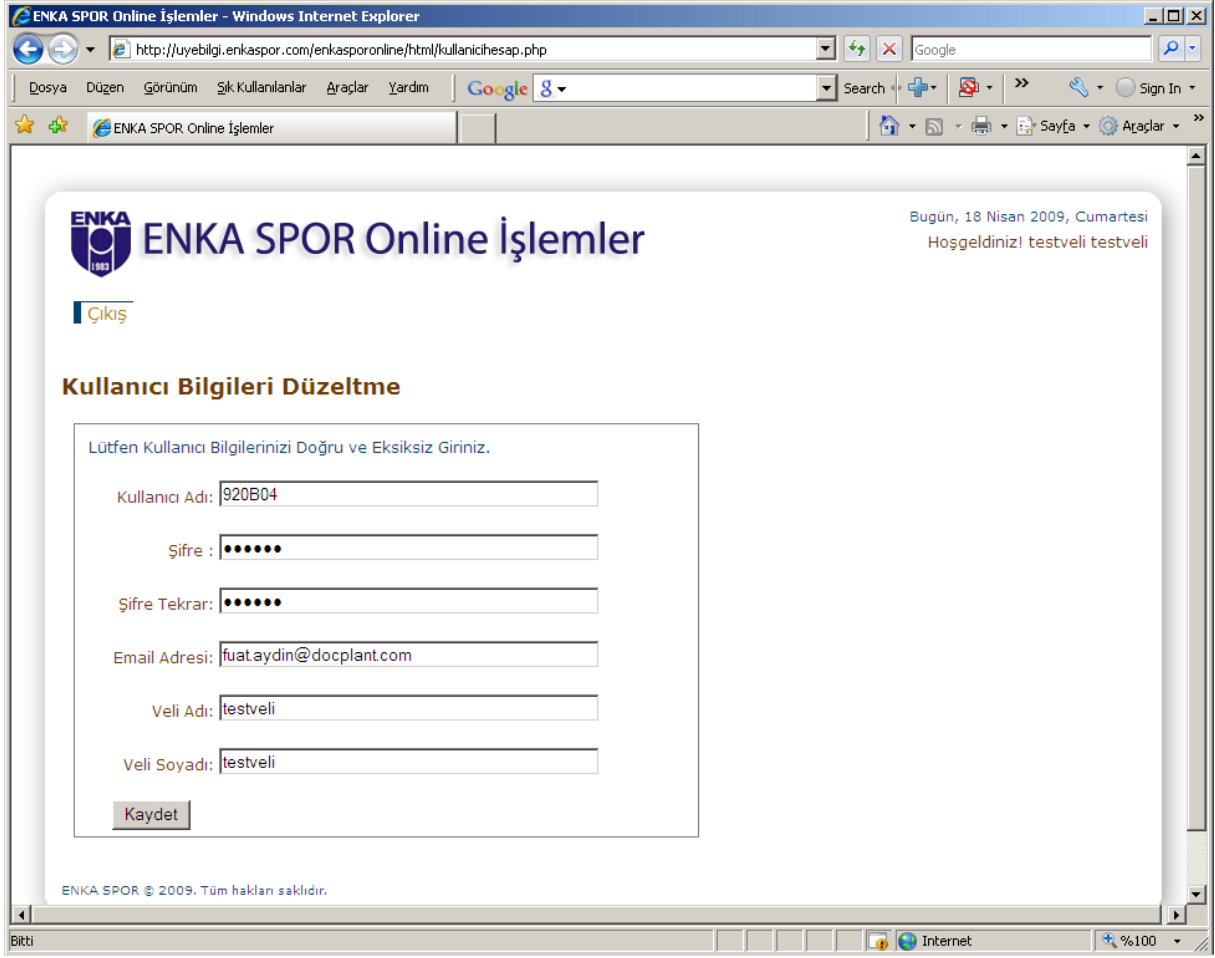 ENKA SPOR Online İşlemler - Windows Internet Explorer
http://uyebilgi.enkaspor.com/enkasporonline/html/kullanicihesap.php
Google
Dosya Düzen Görünüm Sık Kullanılanlar Araçlar Yardım Google Search Sign In
ENKA SPOR Online İşlemler
Sayfa Araçlar
Bugün, 18 Nisan 2009, Cumartesi
ENKA
1983
ENKA SPOR Online İşlemler
Hoşgeldiniz! testveli testveli
Çıkış
Kullanıcı Bilgileri Düzeltme
Lütfen Kullanıcı Bilgilerinizi Doğru ve Eksiksiz Giriniz.
Kullanıcı Adı: 920B04
Şifre : ••••••
Şifre Tekrar: ••••••
Email Adresi: fuat.aydin@docplant.com
Veli Adı: testveli
Veli Soyadı: testveli
Kaydet
ENKA SPOR © 2009. Tüm hakları saklıdır.
Bitti Internet %100